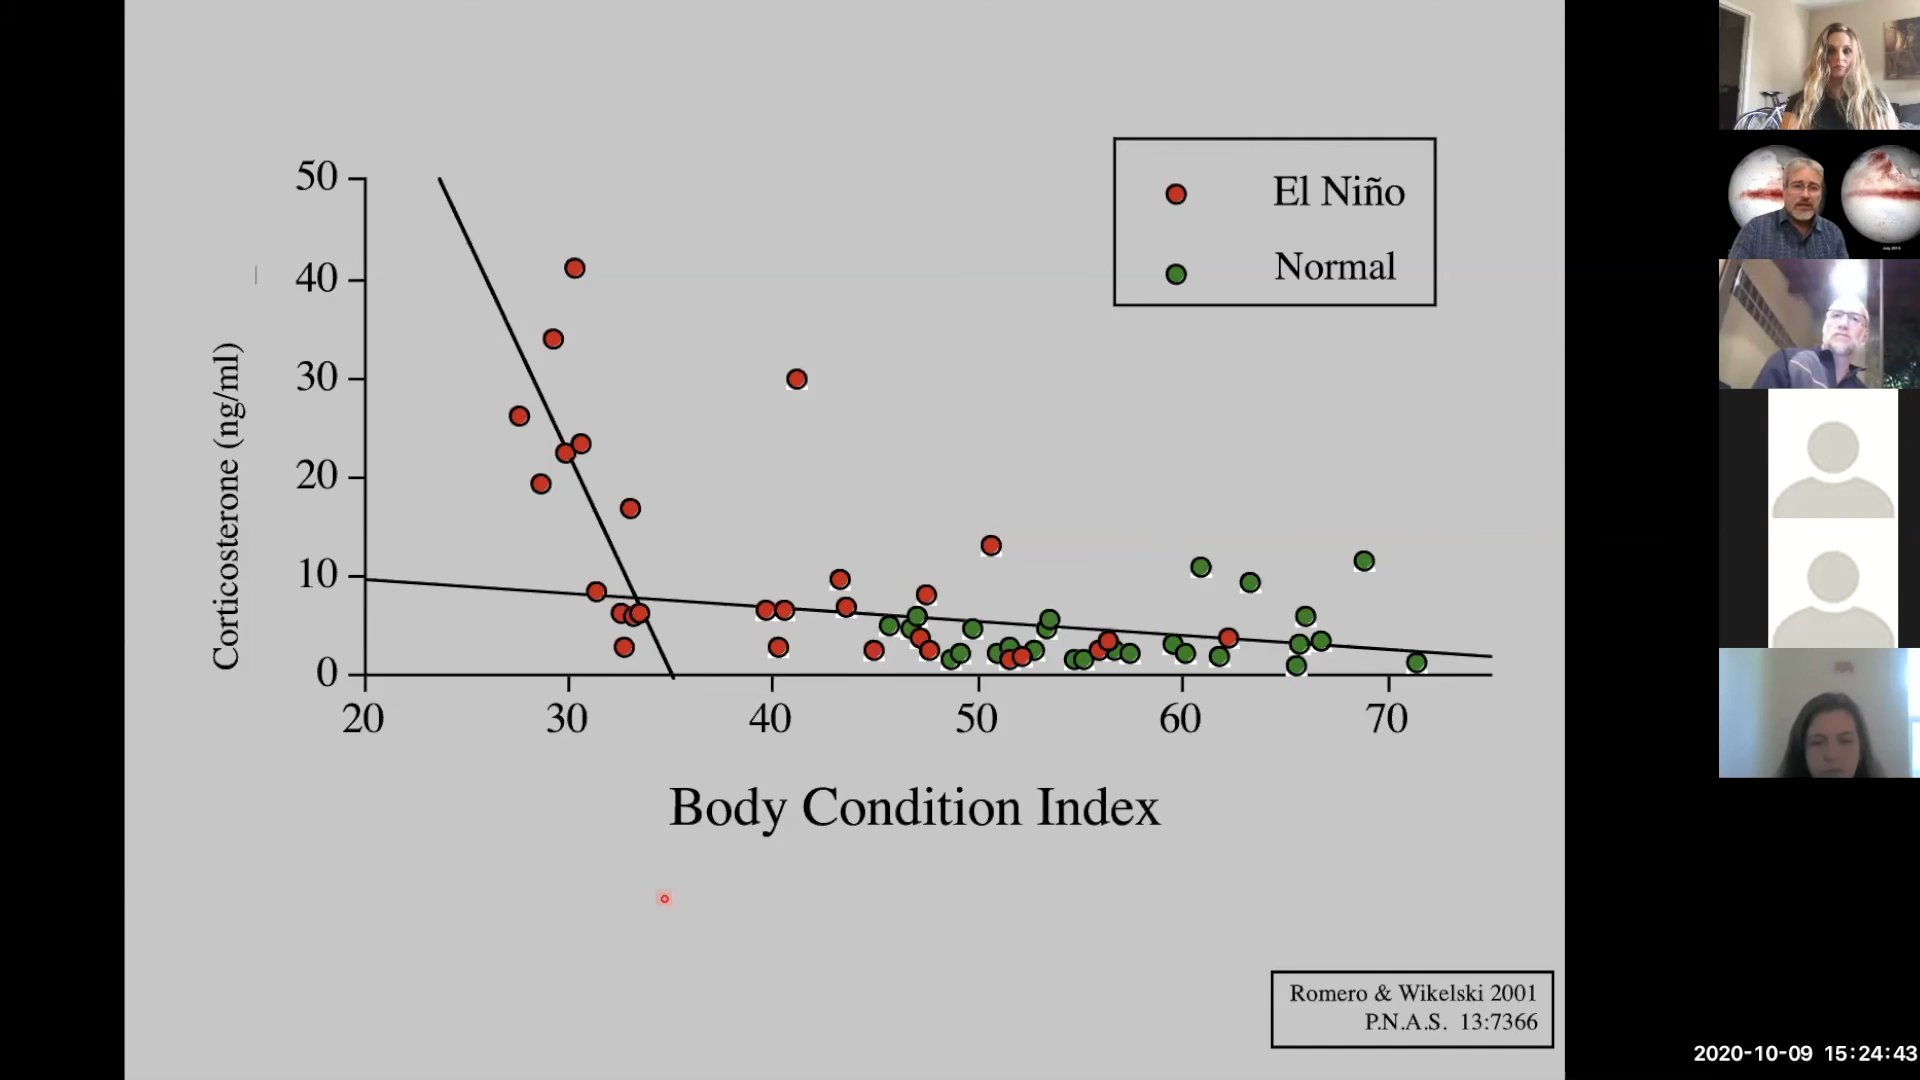 50
40
30
20
10
0
Corticosterone (ng/ml)
20 30 40 50 60 70
Body Condition Index
El Niño
Normal
Romero & Wikelski 2001
P.N.A.S. 13:7366
2020-10-09 15:24:43